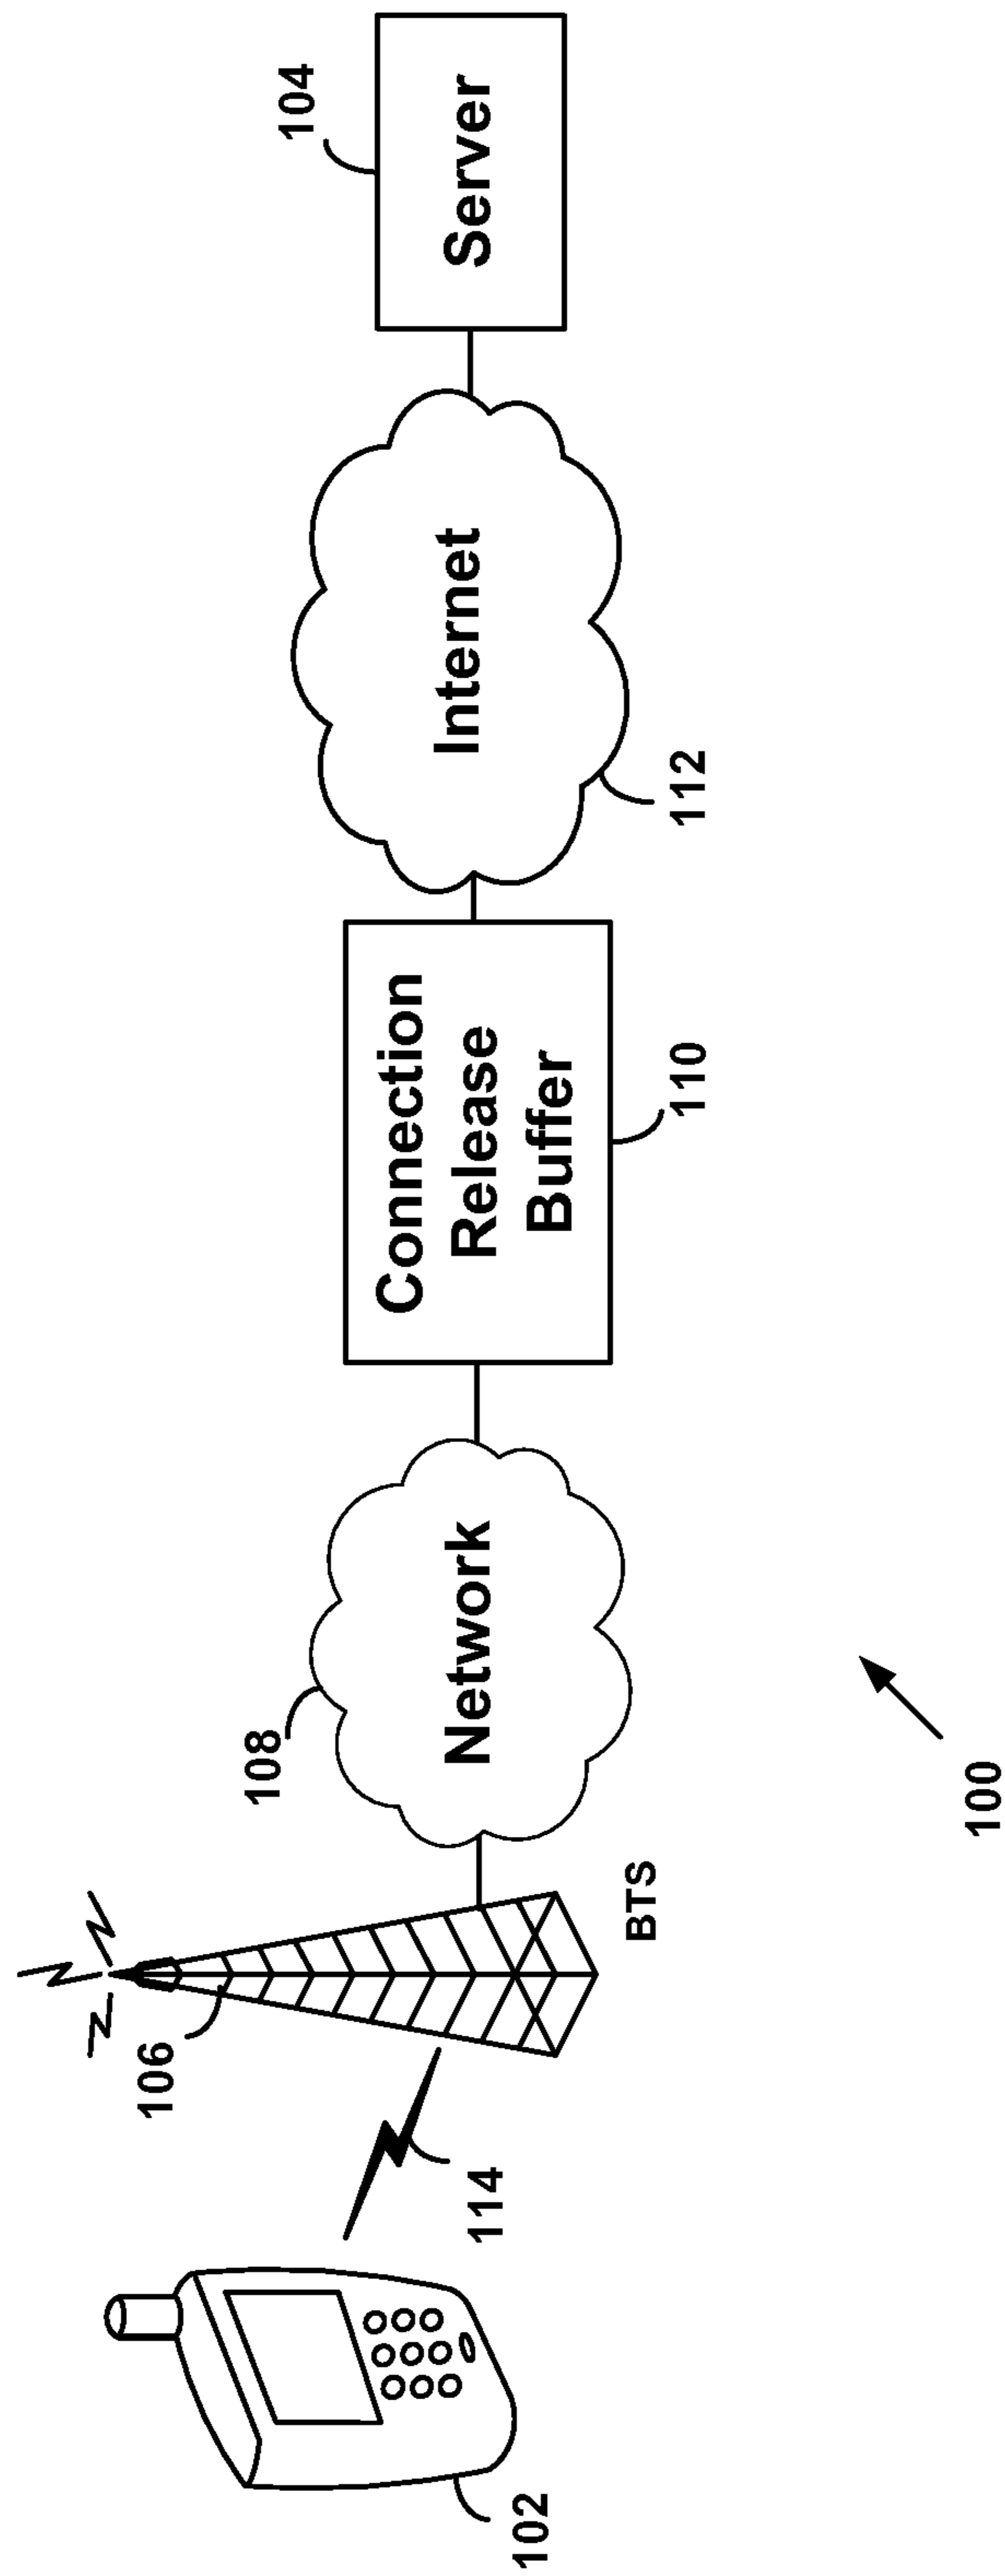 102
114
106
BTS
108
Network
Connection
Release
Buffer
110
Internet
112
104
Server
100